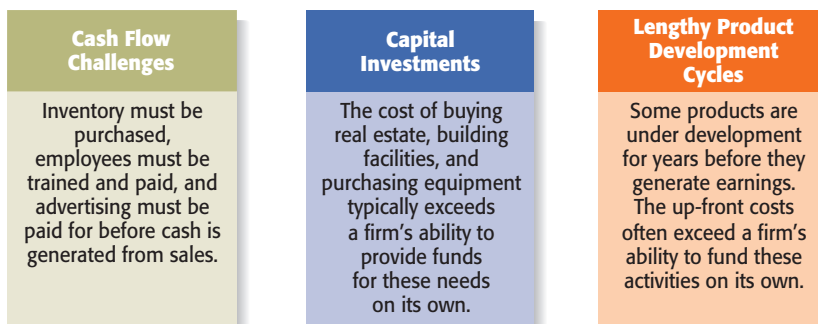 Cash Flow
Challenges
Inventory must be
purchased,
employees must be
trained and paid, and
advertising must be
paid for before cash is
generated from sales.
Capital
Investments
The cost of buying
real estate, building
facilities, and
purchasing equipment
typically exceeds
a firm's ability to
provide funds
for these needs
on its own.
Lengthy Product
Development
Cycles
Some products are
under development
for years before they
generate earnings.
The up-front costs
often exceed a firm's
ability to fund these
activities on its own.